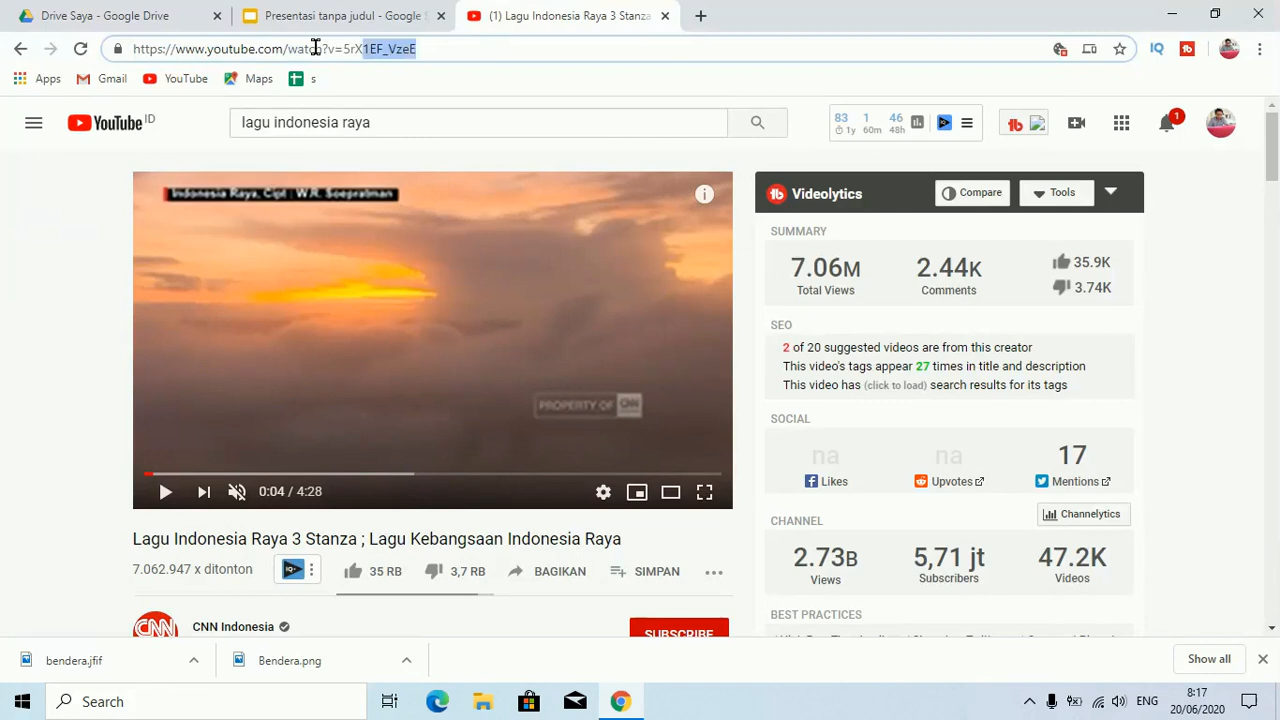 Drive Saya - Google Drive
Presentasi tanpa judul - Google S
(1) Lagu Indonesia Raya 3 Stanza
https://www.youtube.com/watch?v=5rX1EF_VzeE
Apps
Gmail
YouTube
Maps
s
YouTube ID
lagu indonesia raya
83 1 46
1y 60m 48h
1
Indonesia Raya, Cipt : W.R. Soepratman
PROPERTY OF CNN
0:04 / 4:28
Lagu Indonesia Raya 3 Stanza ; Lagu Kebangsaan Indonesia Raya
7.062.947 x ditonton
IQ
35 RB
3,7 RB
BAGIKAN
SIMPAN
CNN
CNN Indonesia
SUBSCRIBE
Videolytics
Compare
Tools
SUMMARY
7.06M
Total Views
2.44K
Comments
35.9K
3.74K
SEO
2 of 20 suggested videos are from this creator
This video's tags appear 27 times in title and description
This video has (click to load) search results for its tags
SOCIAL
na
Likes
na
Upvotes
17
Mentions
CHANNEL
Channelytics
2.73B
Views
5,71 jt
Subscribers
47.2K
Videos
BEST PRACTICES
bendera.jfif
Bendera.png
Show all
Search
ENG
8:17
20/06/2020